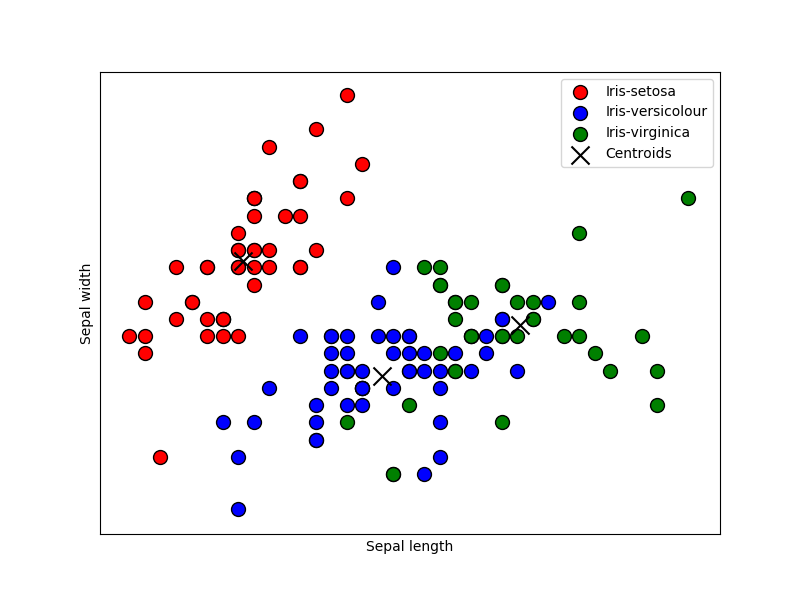 Iris-setosa
Iris-versicolour
Iris-virginica
Centroids
Sepal width
Sepal length